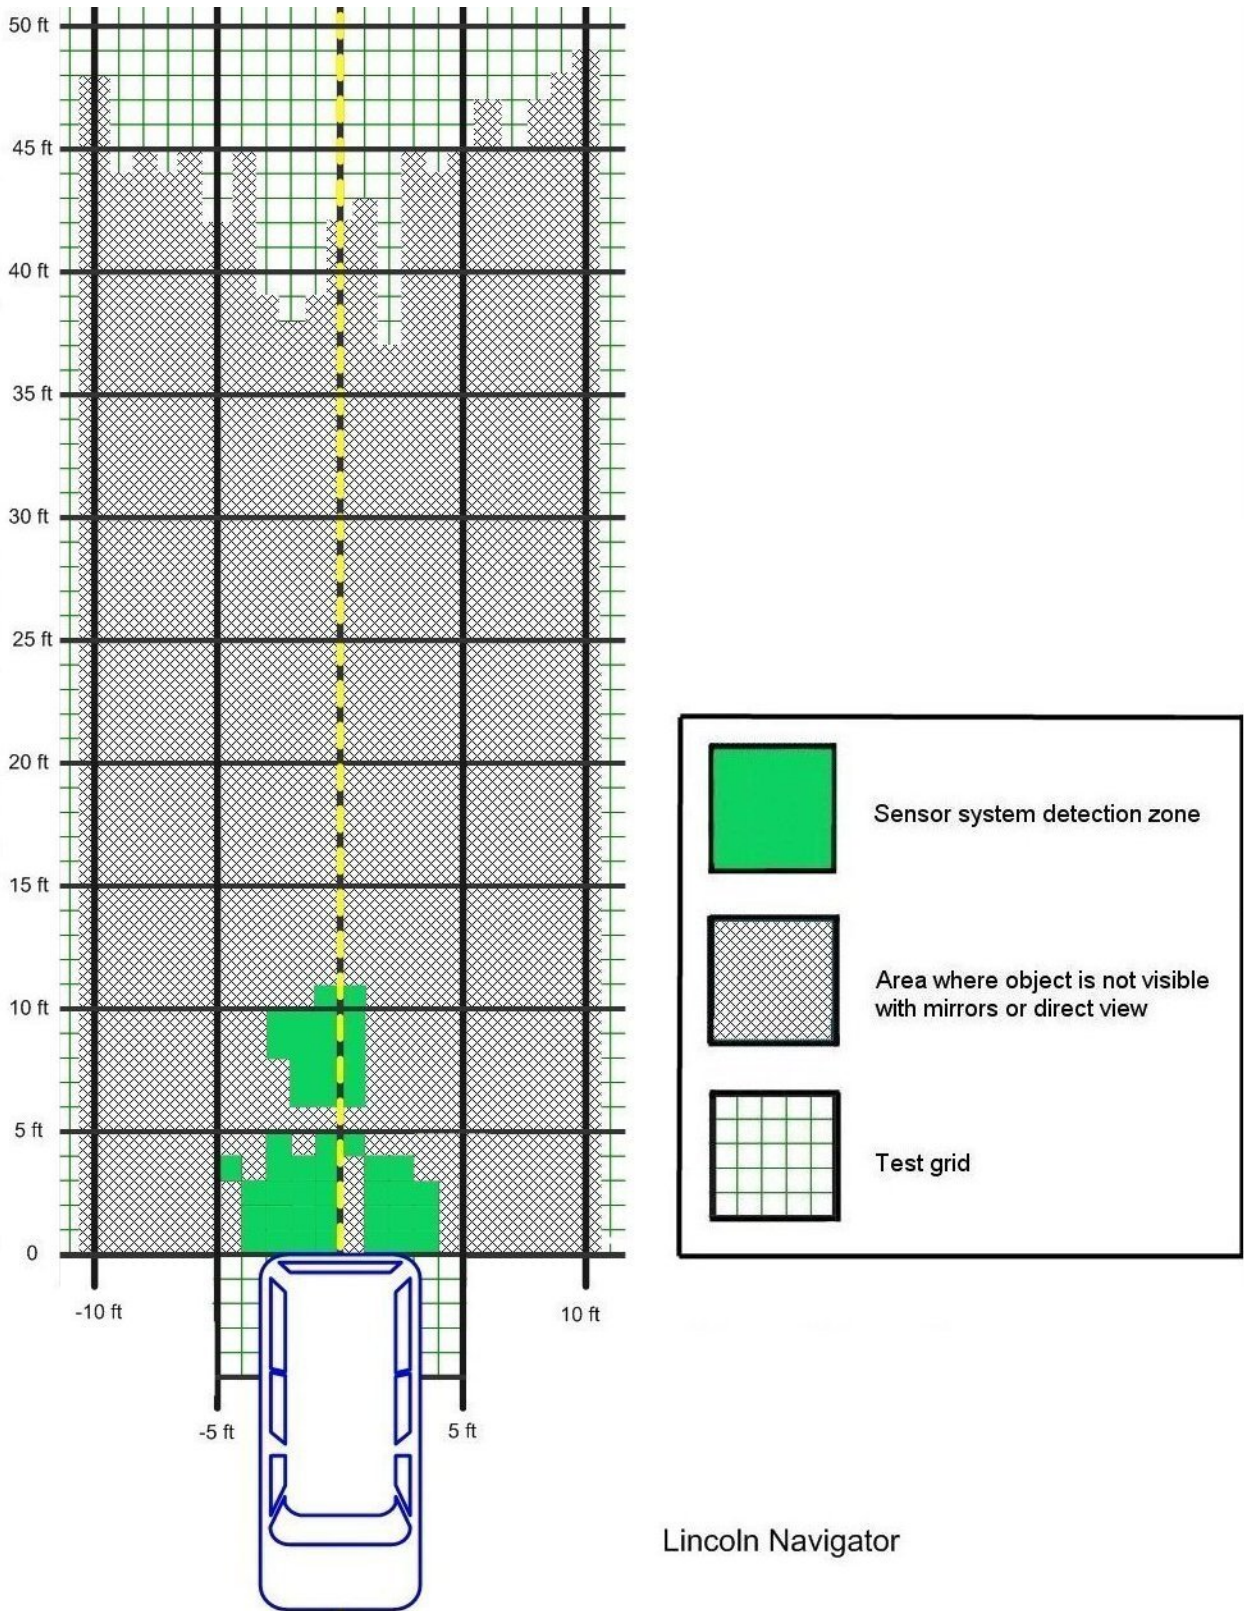 50 ft
45 ft
40 ft
35 ft
30 ft
25 ft
20 ft
15 ft
10 ft
5 ft
0
-10 ft
10 ft
-5 ft
5 ft
Sensor system detection zone
Area where object is not visible
with mirrors or direct view
Test grid
Lincoln Navigator